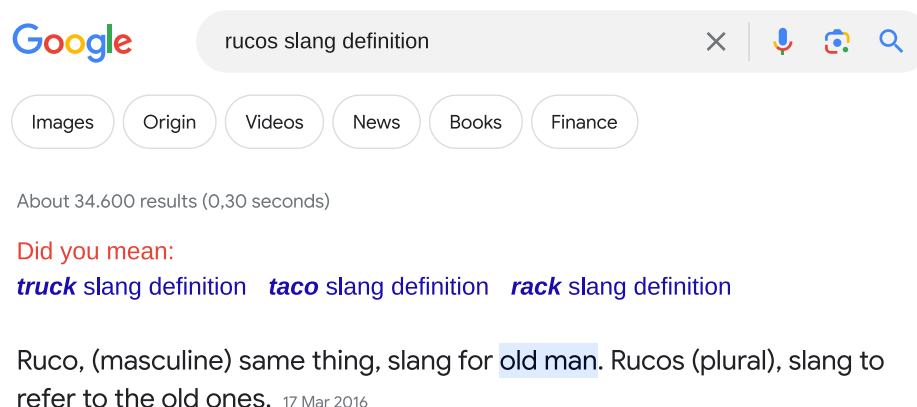 Google rucos slang definition
Images Origin Videos News Books Finance
About 34.600 results (0,30 seconds)
Did you mean:
truck slang definition taco slang definition rack slang definition
Ruco, (masculine) same thing, slang for old man. Rucos (plural), slang to
refer to the old ones. 17 Mar 2016